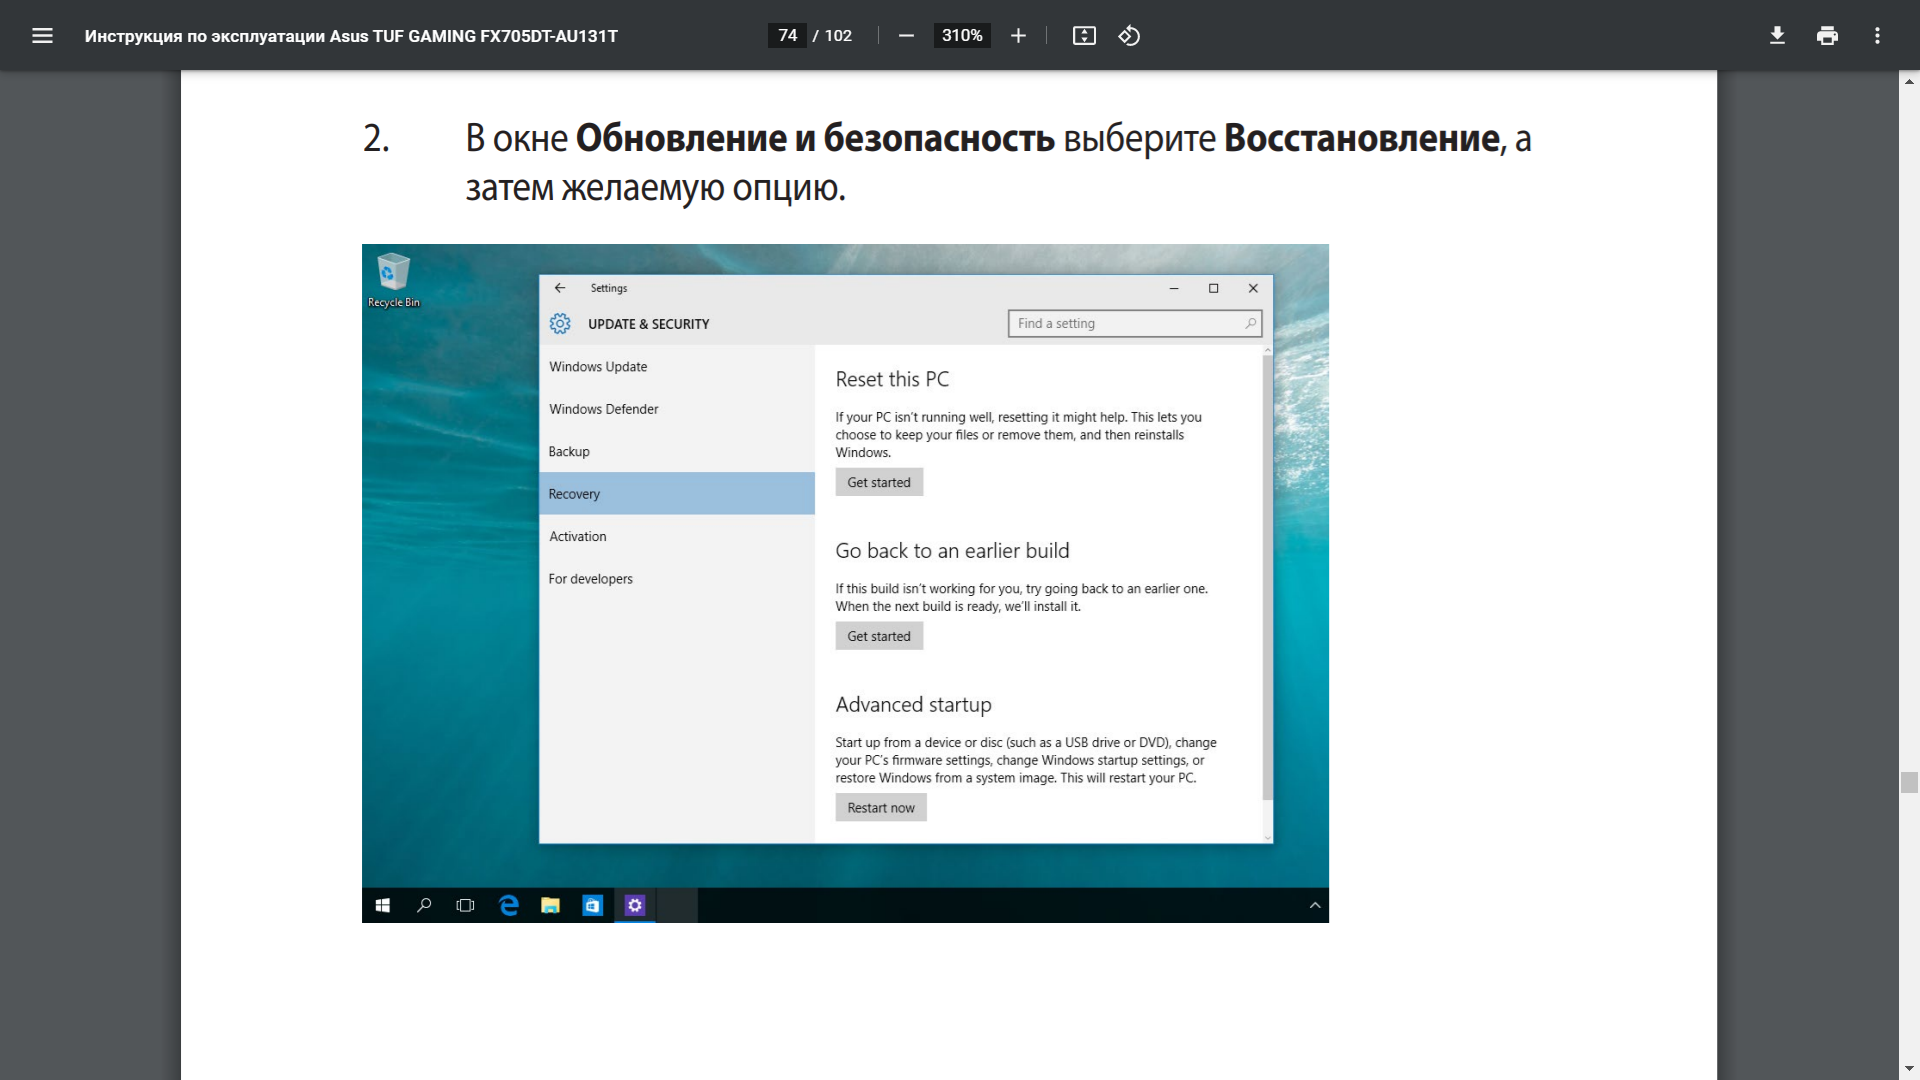 Инструкция по эксплуатации Asus TUF GAMING FX705DT-AU131T
74 / 102
310%
2. В окне Обновление и безопасность выберите Восстановление, а
затем желаемую опцию.
Recycle Bin
Settings
UPDATE & SECURITY
Find a setting
Windows Update
Windows Defender
Backup
Recovery
Activation
For developers
Reset this PC
If your PC isn't running well, resetting it might help. This lets you
choose to keep your files or remove them, and then reinstalls
Windows.
Get started
Go back to an earlier build
If this build isn't working for you, try going back to an earlier one.
When the next build is ready, we'll install it.
Get started
Advanced startup
Start up from a device or disc (such as a USB drive or DVD), change
your PC's firmware settings, change Windows startup settings, or
restore Windows from a system image. This will restart your PC.
Restart now